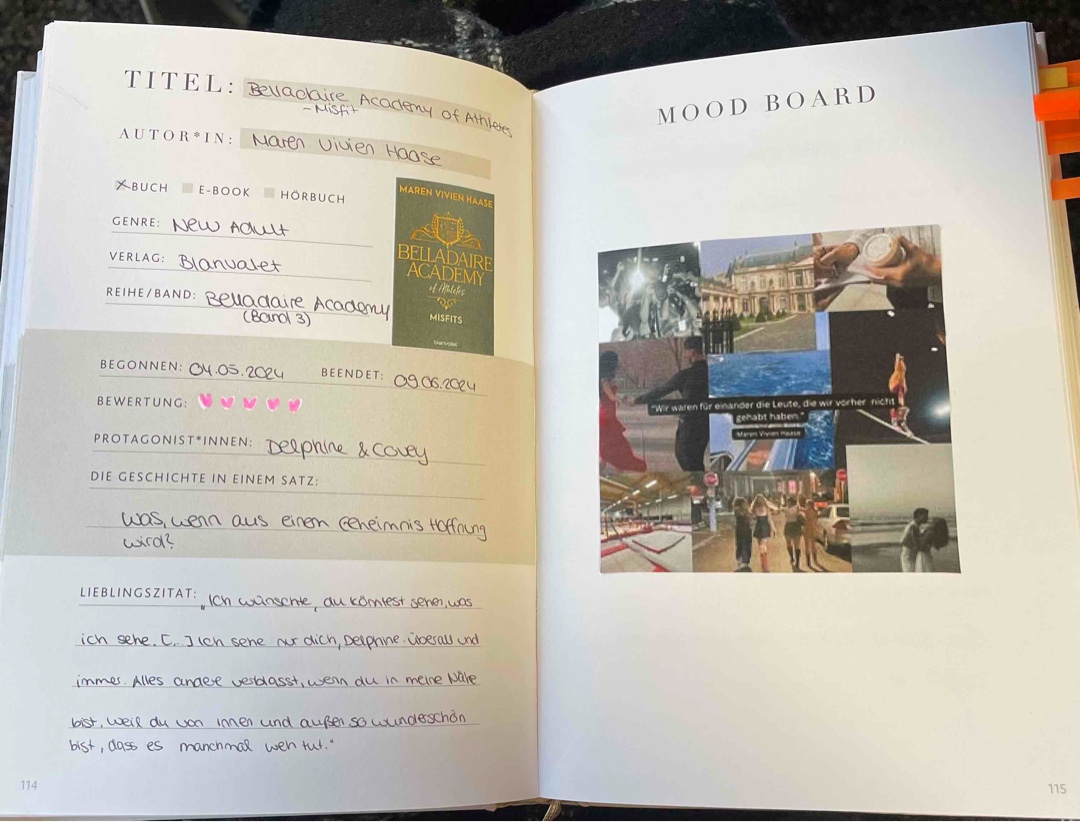 TITEL: Belladaire Academy of Athletes
- Misfit
AUTOR*IN: Maren Vivien Haase
BUCH E-BOOK HÖRBUCH
GENRE: New Adult
VERLAG: Blanvalet
REIHE/BAND: Belladaire Academy
(Band 3)
MAREN VIVIEN HAASE
BELLADAIRE
ACADEMY
of Athletes
MISFITS
blanvalet
BEGONNEN: 04.05.2024 BEENDET: 09.06.2024
BEWERTUNG:
PROTAGONIST*INNEN: Delphine & Covey
DIE GESCHICHTE IN EINEM SATZ:
Was, wenn aus einem Geheimnis Hoffnung
wird?
LIEBLINGSZITAT: „Ich wünschte, du könntest sehen, was
ich sehe. [...] Ich sehe nur dich, Delphine. Überall und
immer. Alles andere verblasst, wenn du in meine Nähe
bist, weil du von innen und außen so wunderschön
bist, dass es manchmal weh tut."
114
MOOD BOARD
"Wir waren für einander die Leute, die wir vorher nicht
gehabt haben."
Maren Vivien Haase
115